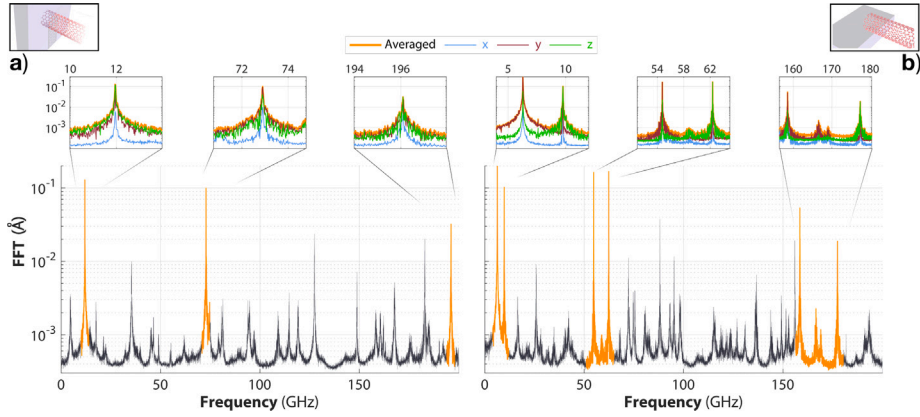 Averaged x y z
a) b)
10 12 72 74 194 196 5 10 54 58 62 160 170 180
10⁻¹
10⁻²
10⁻³
10⁻¹
10⁻²
10⁻³
FFT (Å)
0 50 100 150 0 50 100 150
Frequency (GHz) Frequency (GHz)